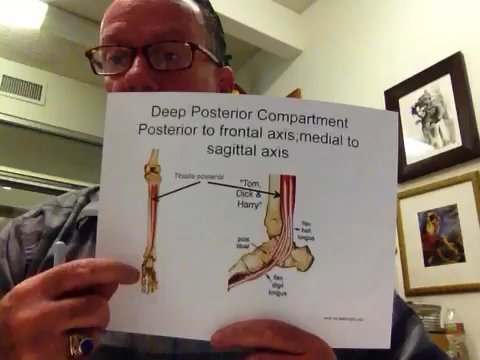 Deep Posterior Compartment
Posterior to frontal axis;medial to
sagittal axis
Tibialis posterior
"Tom,
Dick &
Harry"
flex
hall.
longus
post
tibial
flex
digit
longus